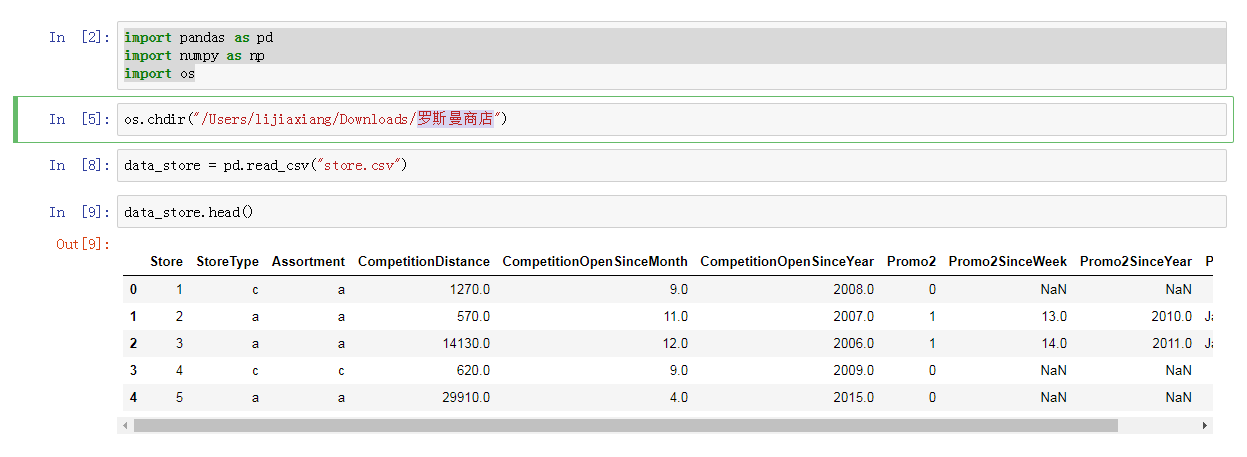 In [2]: import pandas as pd
import numpy as np
import os
In [5]: os.chdir("/Users/lijiaxiang/Downloads/罗斯曼商店")
In [8]: data_store = pd.read_csv("store.csv")
In [9]: data_store.head()
Out[9]:
Store StoreType Assortment CompetitionDistance CompetitionOpenSinceMonth CompetitionOpenSinceYear Promo2 Promo2SinceWeek Promo2SinceYear
0 1 c a 1270.0 9.0 2008.0 0 NaN NaN
1 2 a a 570.0 11.0 2007.0 1 13.0 2010.0
2 3 a a 14130.0 12.0 2006.0 1 14.0 2011.0
3 4 c c 620.0 9.0 2009.0 0 NaN NaN
4 5 a a 29910.0 4.0 2015.0 0 NaN NaN